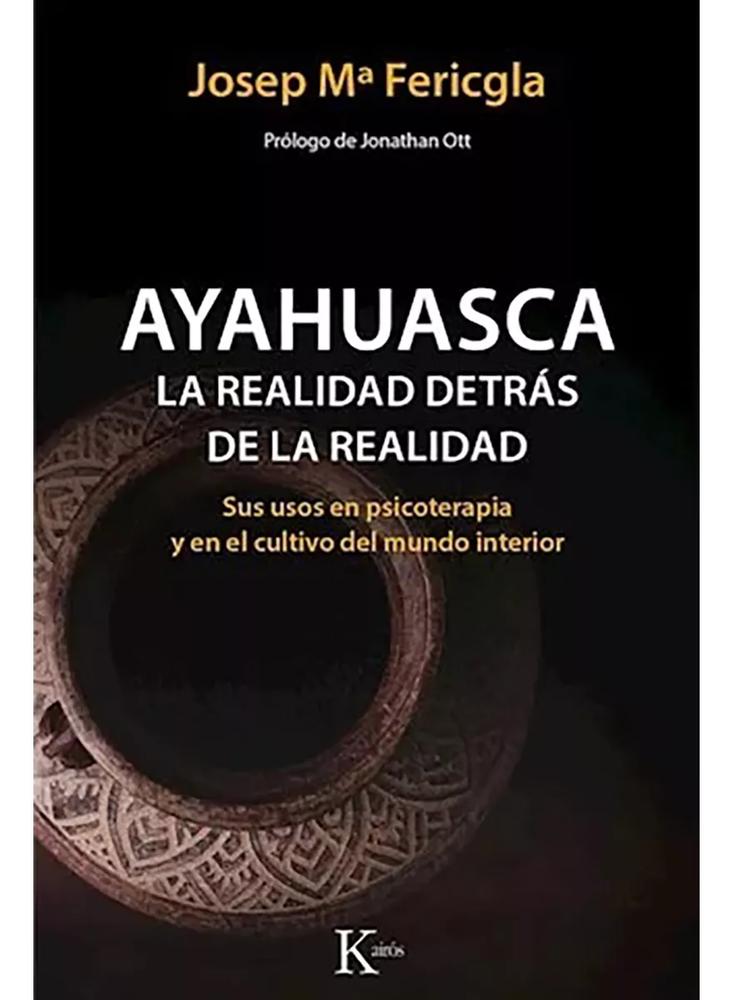 Josep Mª Fericgla
Prólogo de Jonathan Ott
AYAHUASCA
LA REALIDAD DETRÁS
DE LA REALIDAD
Sus usos en psicoterapia
y en el cultivo del mundo interior
Kairós